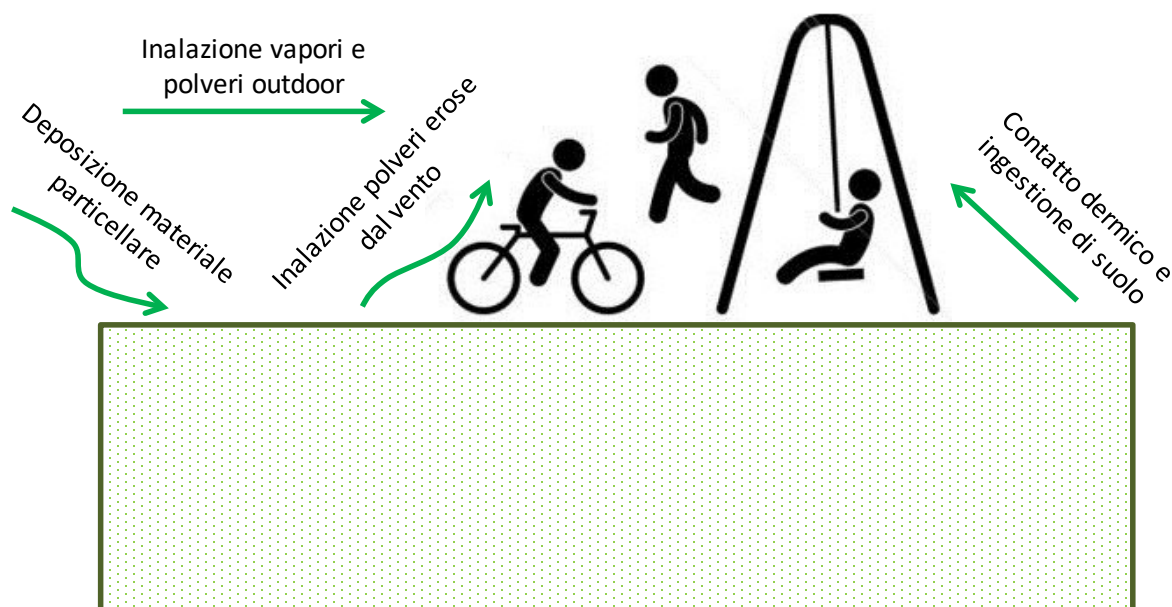 Inalazione vapori e
polveri outdoor
Deposizione materiale
particellare
Inalazione polveri erose
dal vento
Contatto dermico e
ingestione di suolo